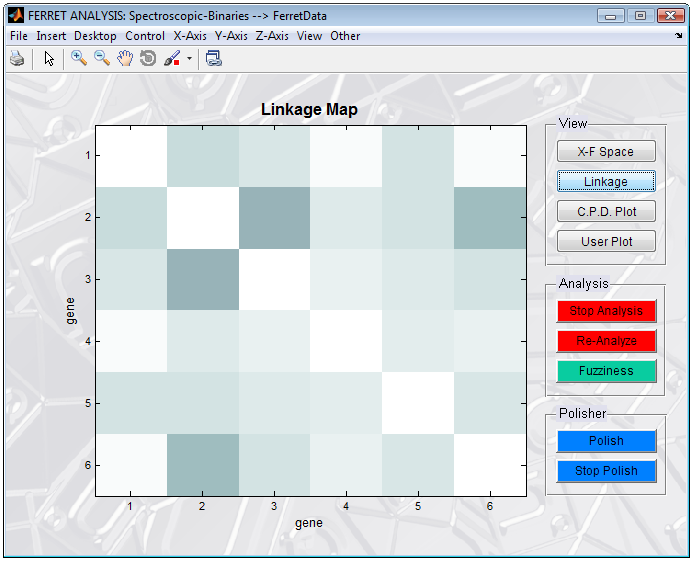 FERRET ANALYSIS: Spectroscopic-Binaries --> FerretData
File Insert Desktop Control X-Axis Y-Axis Z-Axis View Other
Linkage Map
View
X-F Space
Linkage
C.P.D. Plot
User Plot
Analysis
Stop Analysis
Re-Analyze
Fuzziness
Polisher
Polish
Stop Polish
gene
1
2
3
4
5
6
1 2 3 4 5 6
gene